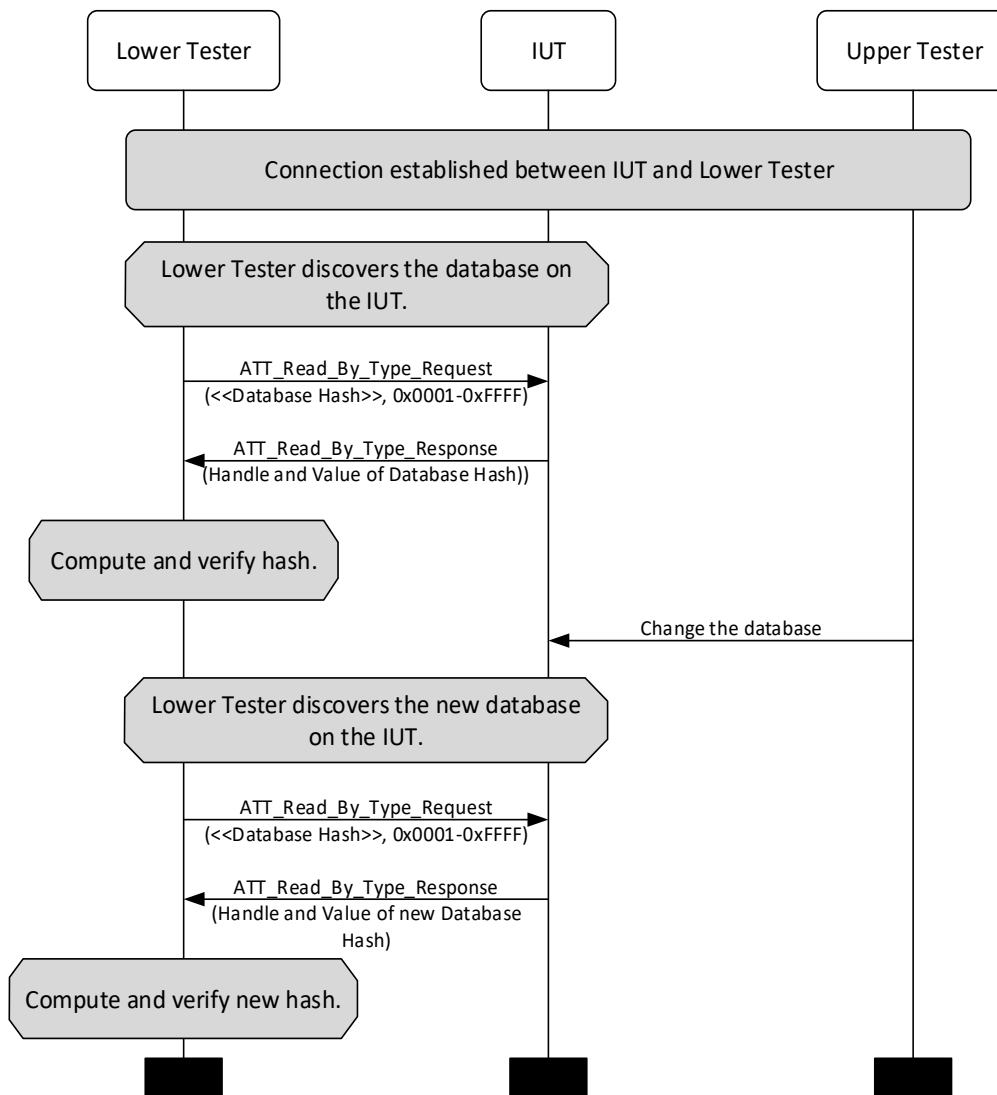 Lower Tester
IUT
Upper Tester
Connection established between IUT and Lower Tester
Lower Tester discovers the database on
the IUT.
ATT_Read_By_Type_Request
(<<Database Hash>>, 0x0001-0xFFFF)
ATT_Read_By_Type_Response
(Handle and Value of Database Hash))
Compute and verify hash.
Change the database
Lower Tester discovers the new database
on the IUT.
ATT_Read_By_Type_Request
(<<Database Hash>>, 0x0001-0xFFFF)
ATT_Read_By_Type_Response
(Handle and Value of new Database
Hash)
Compute and verify new hash.